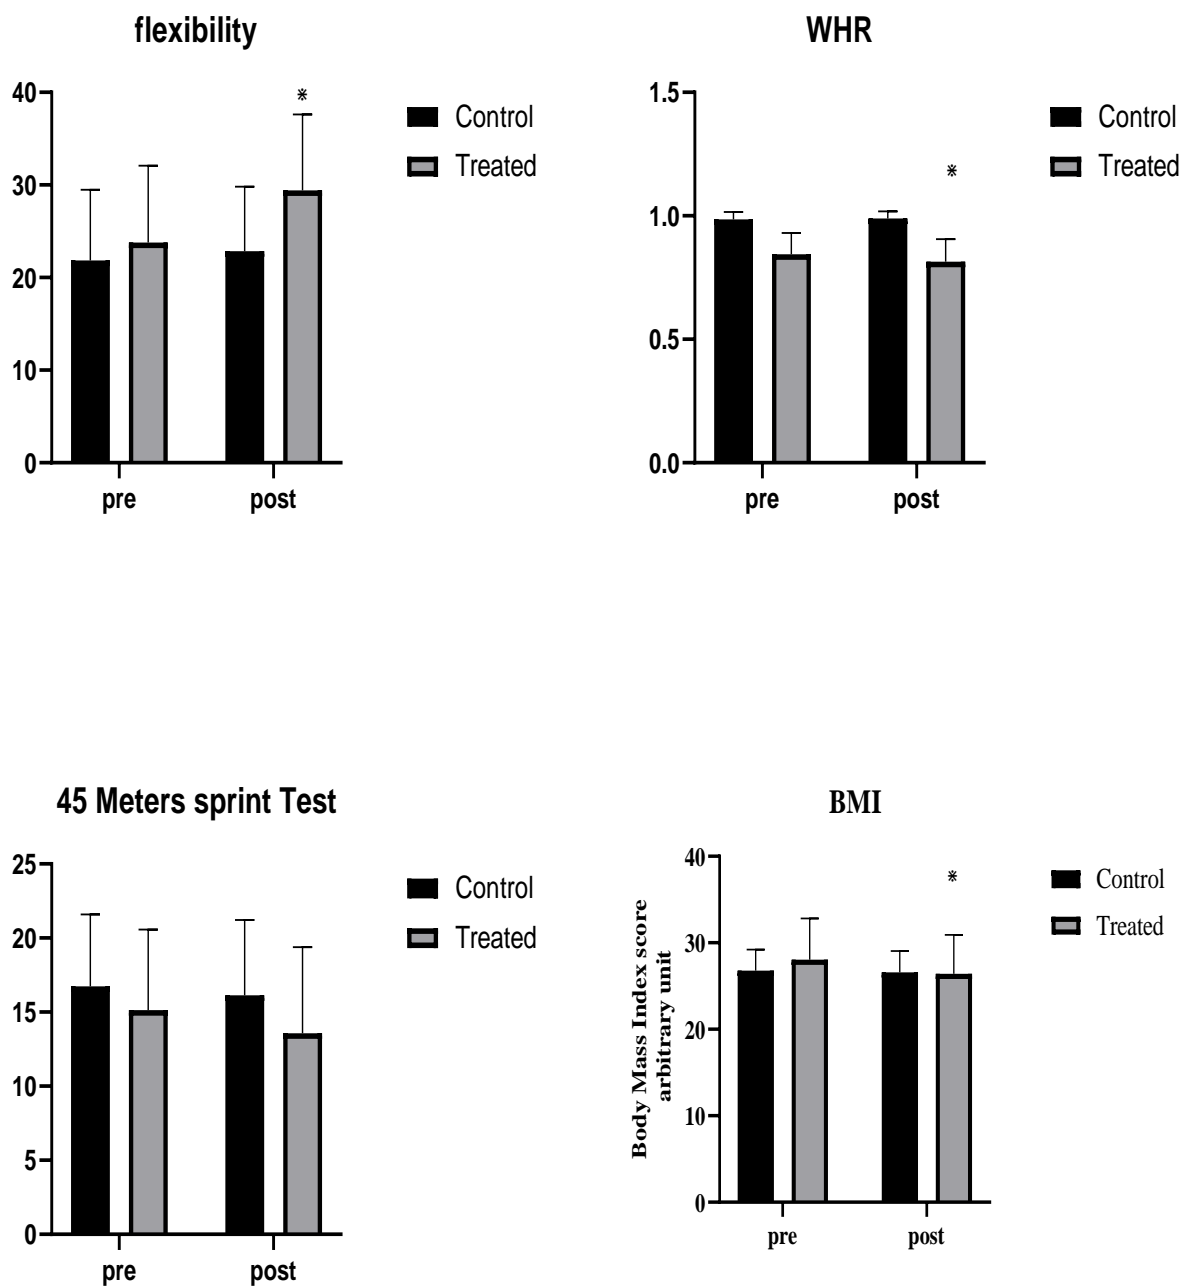 flexibility
40
30
20
10
0
pre post
*
Control
Treated
WHR
1.5
1.0
0.5
0.0
pre post
*
Control
Treated
45 Meters sprint Test
25
20
15
10
5
0
pre post
Control
Treated
BMI
Body Mass Index score
arbitrary unit
40
30
20
10
0
pre post
*
Control
Treated